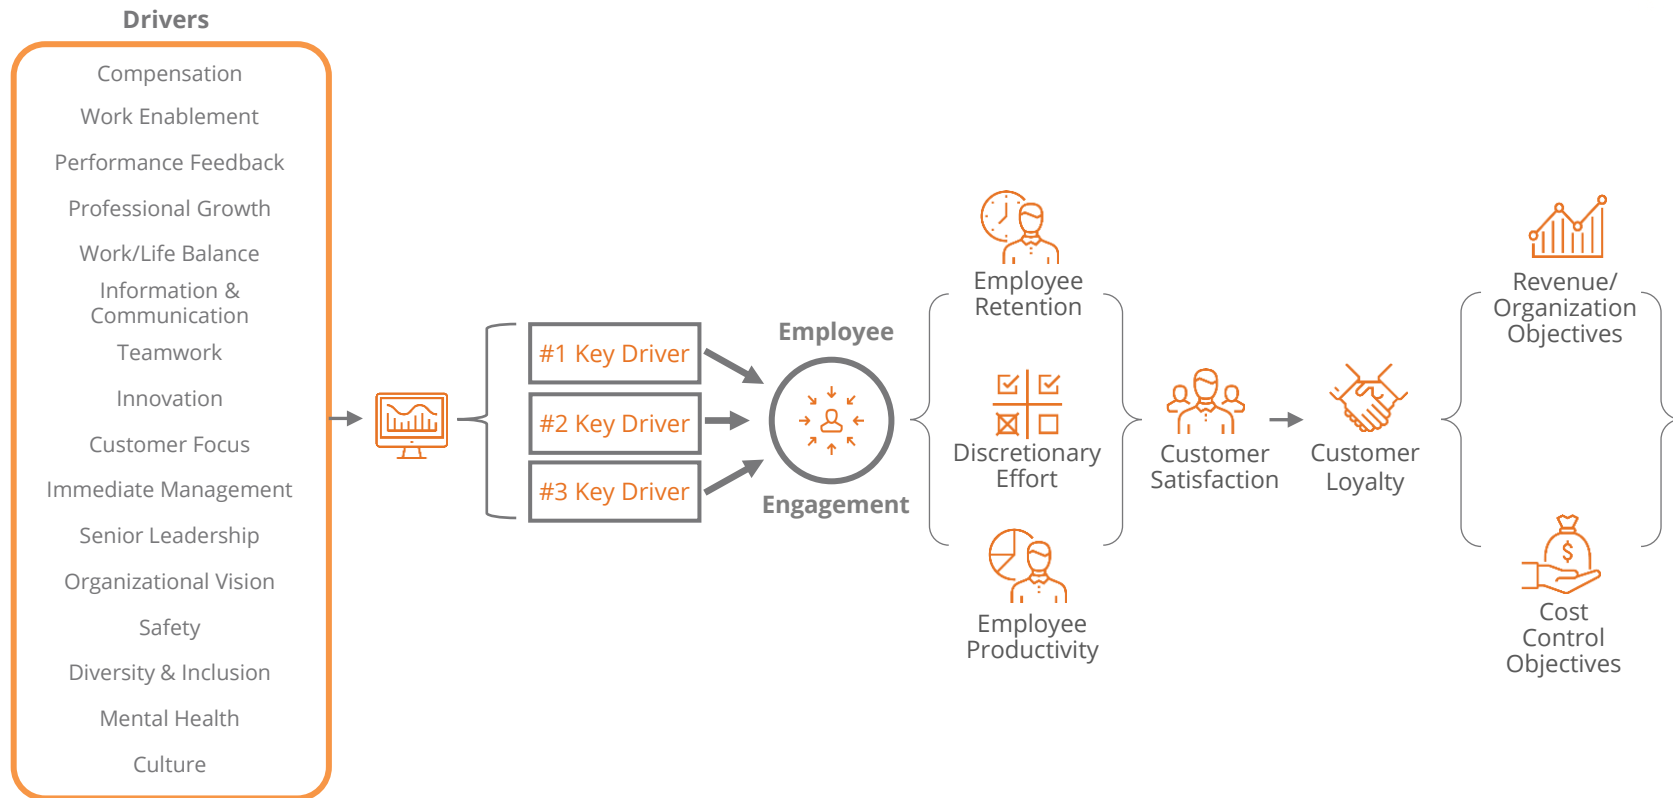 Drivers
Compensation
Work Enablement
Performance Feedback
Professional Growth
Work/Life Balance
Information &
Communication
Teamwork
Innovation
Customer Focus
Immediate Management
Senior Leadership
Organizational Vision
Safety
Diversity & Inclusion
Mental Health
Culture
#1 Key Driver
#2 Key Driver
#3 Key Driver
Employee
Engagement
Employee
Retention
Discretionary
Effort
Employee
Productivity
Customer
Satisfaction
Customer
Loyalty
Revenue/
Organization
Objectives
$
Cost
Control
Objectives